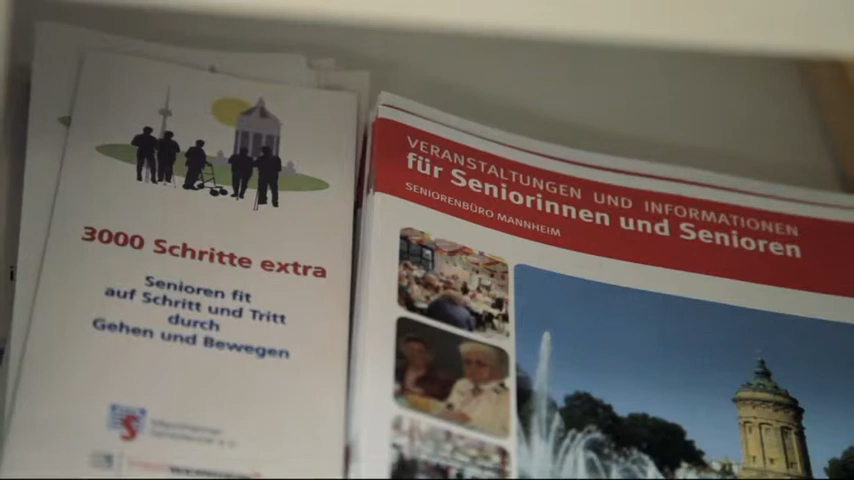 3000 Schritte extra
Senioren fit
auf Schritt und Tritt
durch
Gehen und Bewegen
VERANSTALTUNGEN UND INFORMATIONEN
für Seniorinnen und Senioren
SENIORENBÜRO MANNHEIM